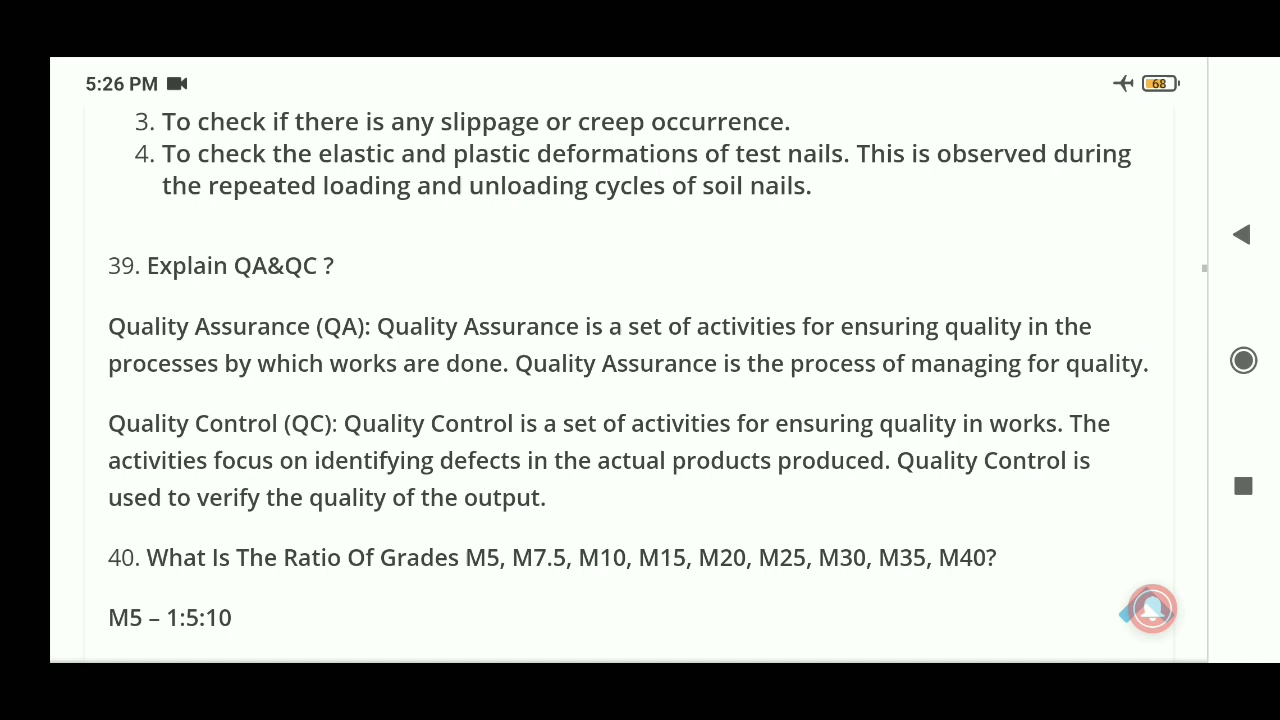 5:26 PM
68
3. To check if there is any slippage or creep occurrence.
4. To check the elastic and plastic deformations of test nails. This is observed during
the repeated loading and unloading cycles of soil nails.
39. Explain QA&QC ?
Quality Assurance (QA): Quality Assurance is a set of activities for ensuring quality in the
processes by which works are done. Quality Assurance is the process of managing for quality.
Quality Control (QC): Quality Control is a set of activities for ensuring quality in works. The
activities focus on identifying defects in the actual products produced. Quality Control is
used to verify the quality of the output.
40. What Is The Ratio Of Grades M5, M7.5, M10, M15, M20, M25, M30, M35, M40?
M5 – 1:5:10